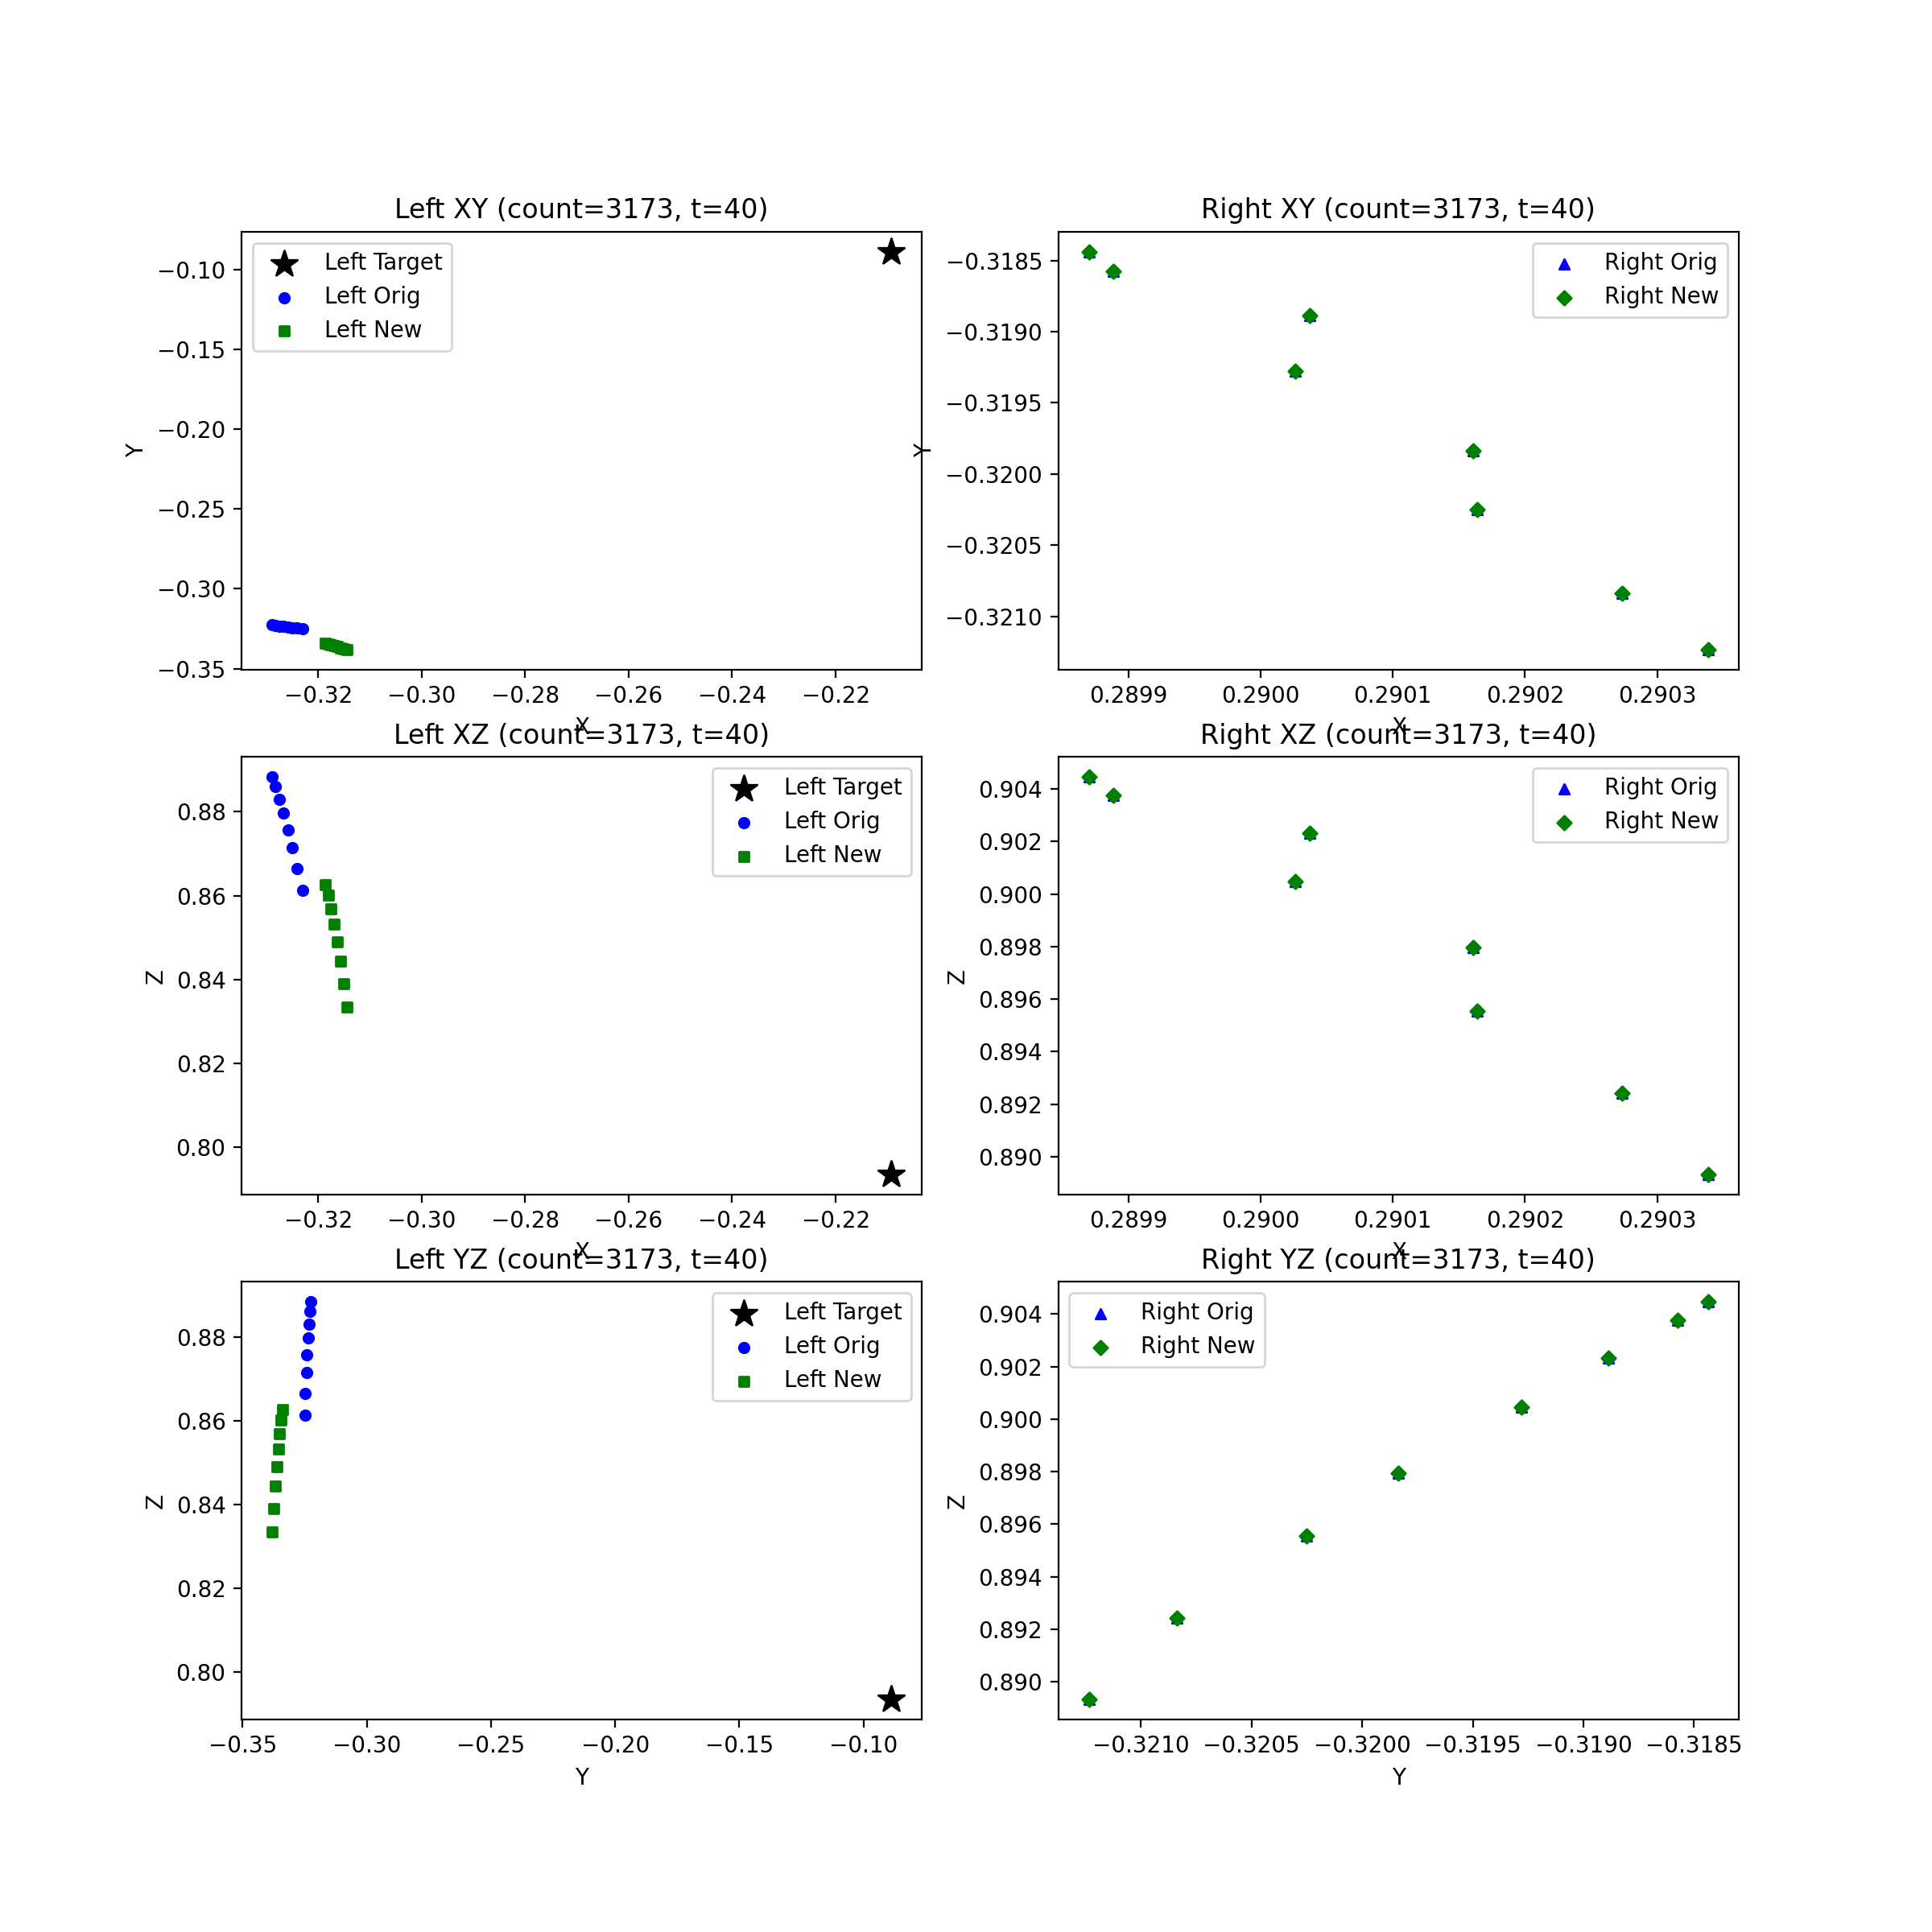 Left XY (count=3173, t=40)
Left Target
Left Orig
Left New
Y
−0.10
−0.15
−0.20
−0.25
−0.30
−0.35
−0.32
−0.30
−0.28
−0.26
−0.24
−0.22
X
Right XY (count=3173, t=40)
Right Orig
Right New
Y
−0.3185
−0.3190
−0.3195
−0.3200
−0.3205
−0.3210
0.2899
0.2900
0.2901
0.2902
0.2903
X
Left XZ (count=3173, t=40)
Left Target
Left Orig
Left New
Z
0.88
0.86
0.84
0.82
0.80
−0.32
−0.30
−0.28
−0.26
−0.24
−0.22
X
Right XZ (count=3173, t=40)
Right Orig
Right New
Z
0.904
0.902
0.900
0.898
0.896
0.894
0.892
0.890
0.2899
0.2900
0.2901
0.2902
0.2903
X
Left YZ (count=3173, t=40)
Left Target
Left Orig
Left New
Z
0.88
0.86
0.84
0.82
0.80
−0.35
−0.30
−0.25
−0.20
−0.15
−0.10
Y
Right YZ (count=3173, t=40)
Right Orig
Right New
Z
0.904
0.902
0.900
0.898
0.896
0.894
0.892
0.890
−0.3210
−0.3205
−0.3200
−0.3195
−0.3190
−0.3185
Y